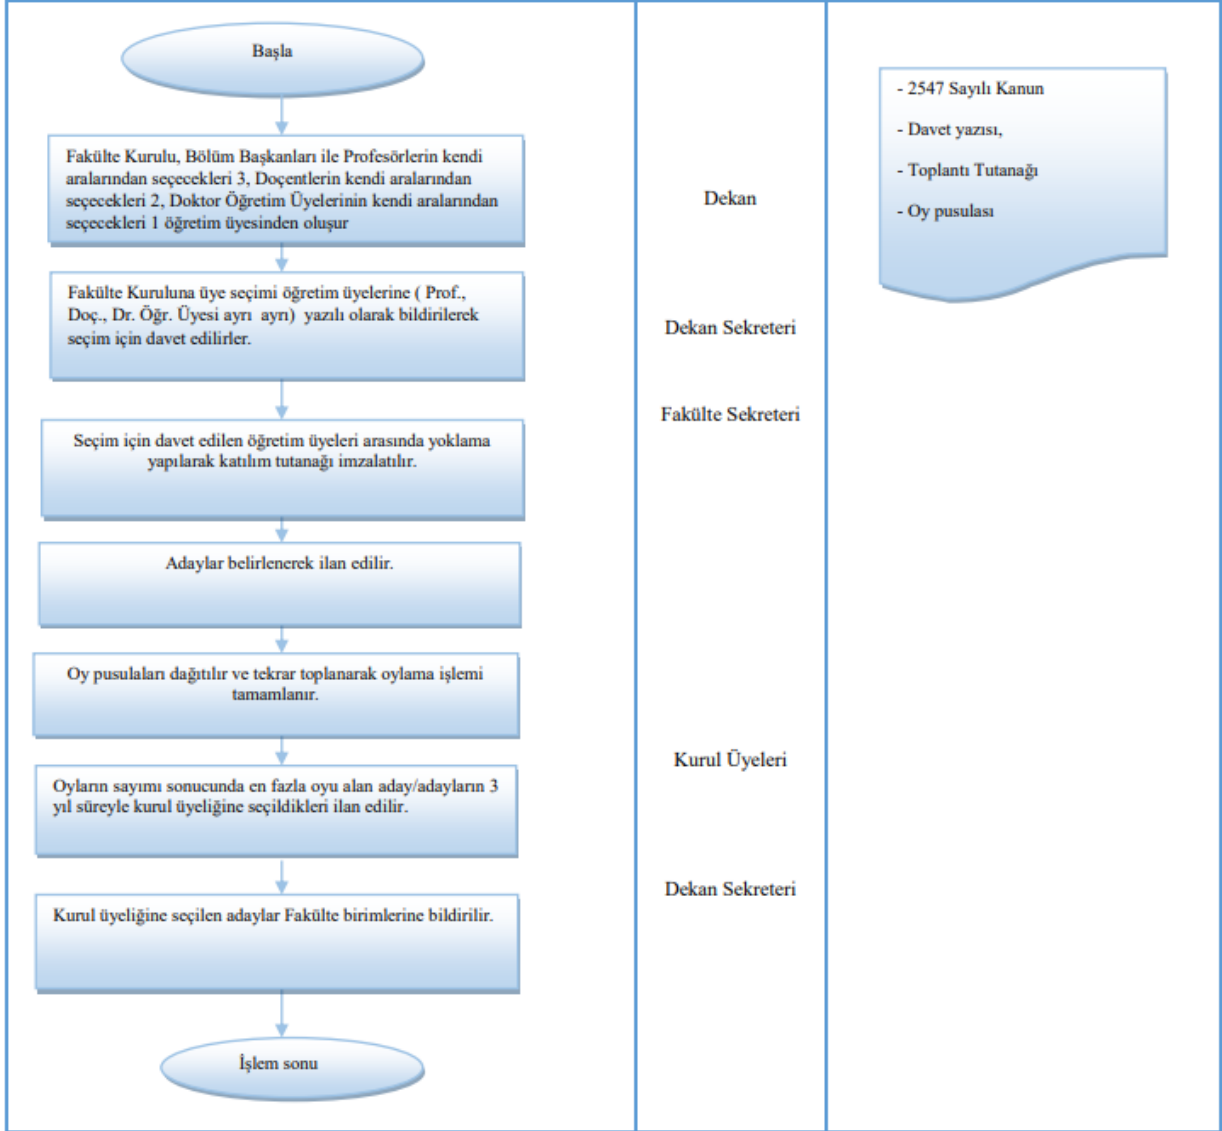 Başla
Fakülte Kurulu, Bölüm Başkanları ile Profesörlerin kendi
aralarından seçecekleri 3, Doçentlerin kendi aralarından
seçecekleri 2, Doktor Öğretim Üyelerinin kendi aralarından
seçecekleri 1 öğretim üyesinden oluşur
Fakülte Kuruluna üye seçimi öğretim üyelerine ( Prof.,
Doç., Dr. Öğr. Üyesi ayrı ayrı) yazılı olarak bildirilerek
seçim için davet edilirler.
Seçim için davet edilen öğretim üyeleri arasında yoklama
yapılarak katılım tutanağı imzalatılır.
Adaylar belirlenerek ilan edilir.
Oy pusulaları dağıtılır ve tekrar toplanarak oylama işlemi
tamamlanır.
Oyların sayımı sonucunda en fazla oyu alan aday/adayların 3
yıl süreyle kurul üyeliğine seçildikleri ilan edilir.
Kurul üyeliğine seçilen adaylar Fakülte birimlerine bildirilir.
İşlem sonu
Dekan
Dekan Sekreteri
Fakülte Sekreteri
Kurul Üyeleri
Dekan Sekreteri
- 2547 Sayılı Kanun
- Davet yazısı,
- Toplantı Tutanağı
- Oy pusulası